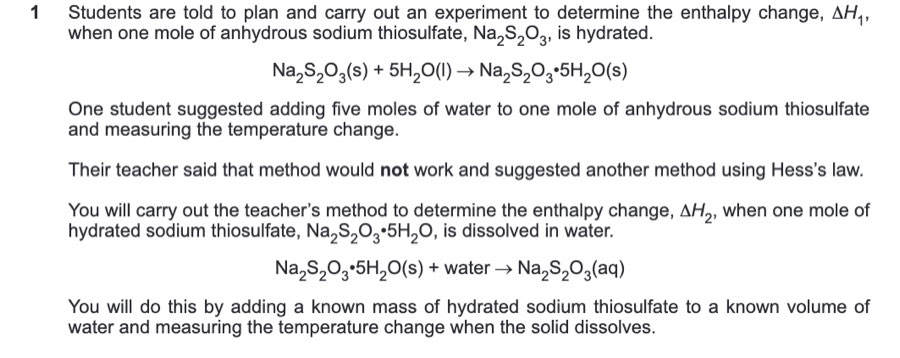 1 Students are told to plan and carry out an experiment to determine the enthalpy change, ΔH₁,
when one mole of anhydrous sodium thiosulfate, Na₂S₂O₃, is hydrated.
Na₂S₂O₃(s) + 5H₂O(l) → Na₂S₂O₃•5H₂O(s)
One student suggested adding five moles of water to one mole of anhydrous sodium thiosulfate
and measuring the temperature change.
Their teacher said that method would not work and suggested another method using Hess's law.
You will carry out the teacher's method to determine the enthalpy change, ΔH₂, when one mole of
hydrated sodium thiosulfate, Na₂S₂O₃•5H₂O, is dissolved in water.
Na₂S₂O₃•5H₂O(s) + water → Na₂S₂O₃(aq)
You will do this by adding a known mass of hydrated sodium thiosulfate to a known volume of
water and measuring the temperature change when the solid dissolves.